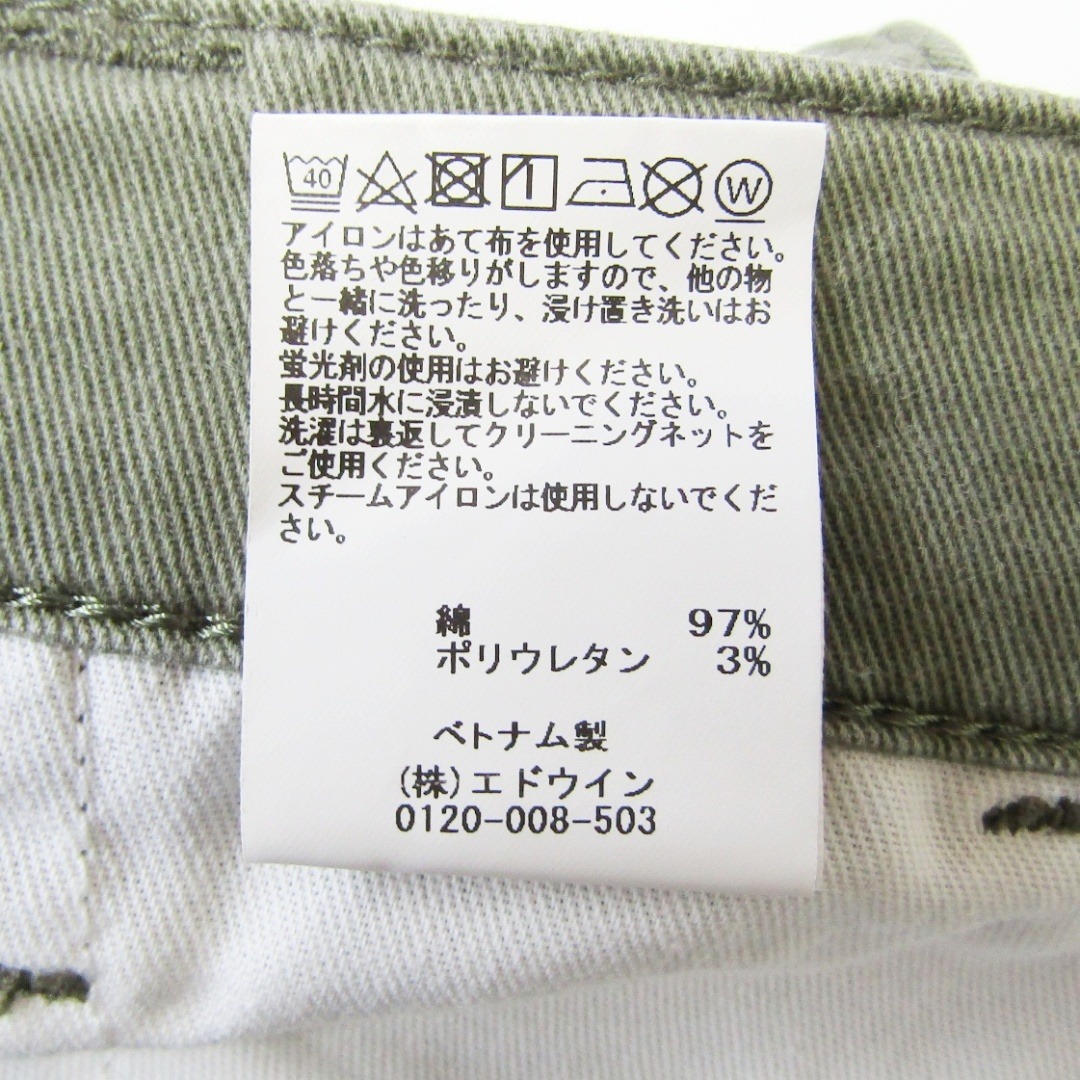 40
W
アイロンはあて布を使用してください。
色落ちや色移りがしますので、他の物
と一緒に洗ったり、浸け置き洗いはお
避けください。
蛍光剤の使用はお避けください。
長時間水に浸漬しないでください。
洗濯は裏返してクリーニングネットを
ご使用ください。
スチームアイロンは使用しないでくだ
さい。
綿 97%
ポリウレタン 3%
ベトナム製
(株)エドウイン
0120-008-503